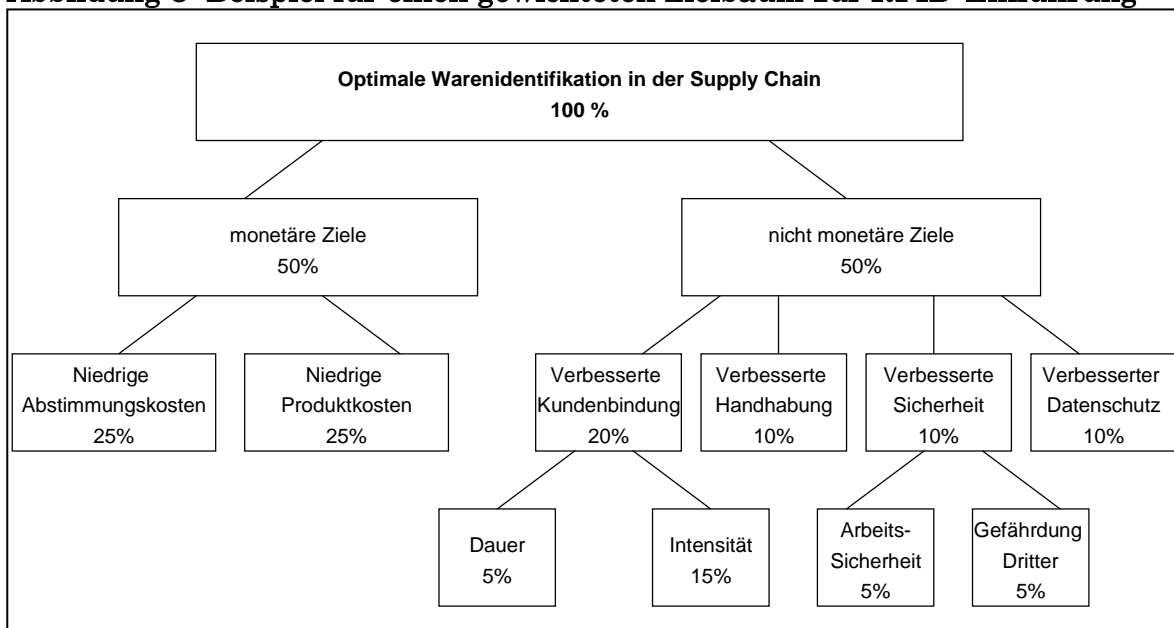 Optimale Warenidentifikation in der Supply Chain
100 %
monetäre Ziele
50%
nicht monetäre Ziele
50%
Niedrige
Abstimmungskosten
25%
Niedrige
Produktkosten
25%
Verbesserte
Kundenbindung
20%
Verbesserte
Handhabung
10%
Verbesserte
Sicherheit
10%
Verbesserter
Datenschutz
10%
Dauer
5%
Intensität
15%
Arbeits-
Sicherheit
5%
Gefährdung
Dritter
5%